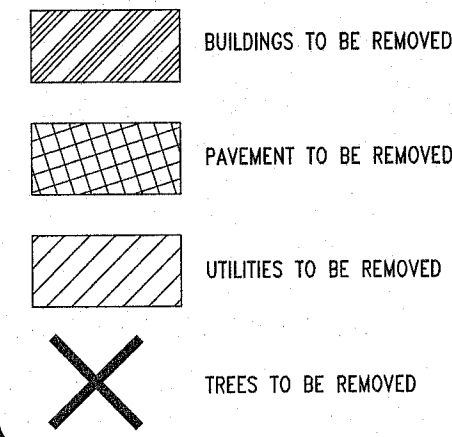 BUILDINGS TO BE REMOVED
PAVEMENT TO BE REMOVED
UTILITIES TO BE REMOVED
TREES TO BE REMOVED